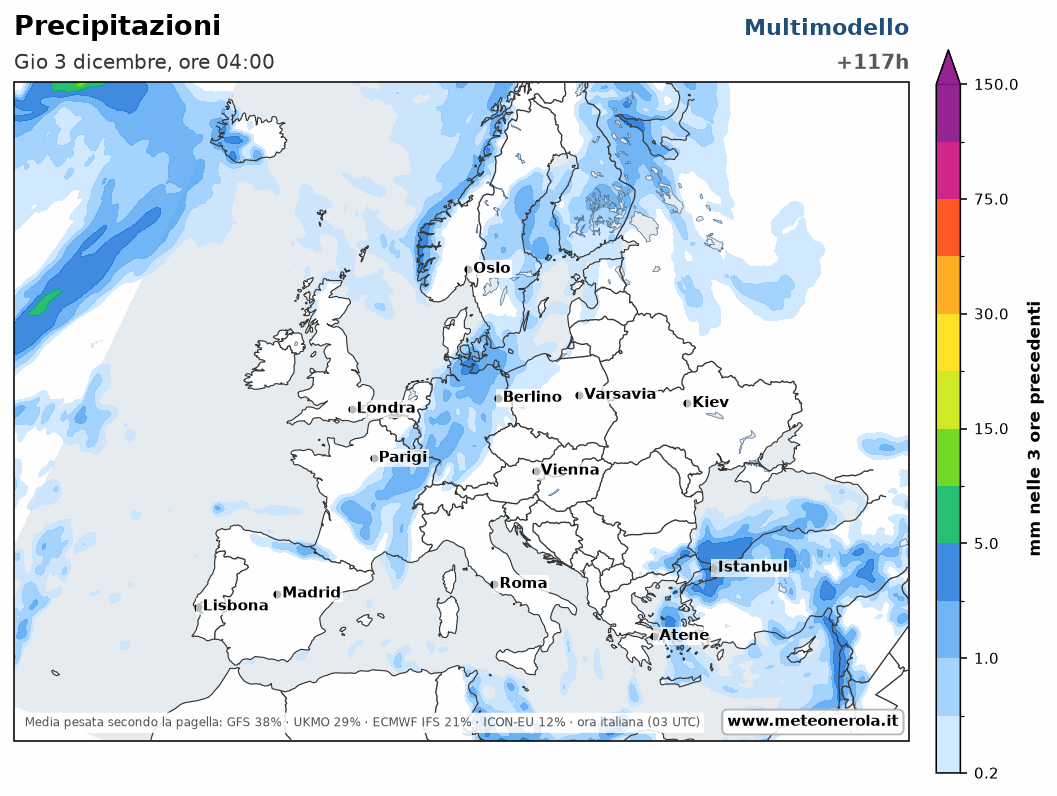 Precipitazioni
Multimodello
Gio 3 dicembre, ore 04:00
+117h
150.0
75.0
30.0
15.0
5.0
1.0
0.2
mm nelle 3 ore precedenti
Oslo
Berlino
Varsavia
Kiev
Londra
Parigi
Vienna
Istanbul
Roma
Madrid
Lisbona
Atene
Media pesata secondo la pagella: GFS 38% · UKMO 29% · ECMWF IFS 21% · ICON-EU 12% · ora italiana (03 UTC)
www.meteonerola.it